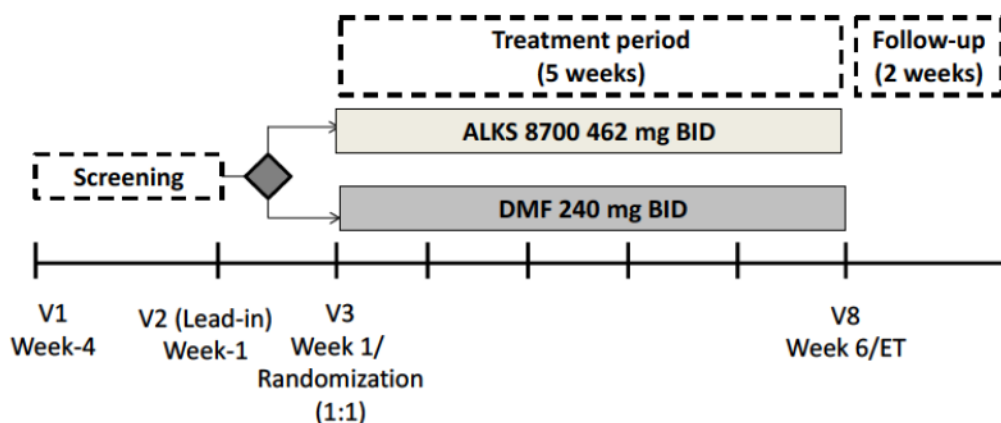 Treatment period
(5 weeks)
Follow-up
(2 weeks)
ALKS 8700 462 mg BID
Screening
DMF 240 mg BID
V1
Week-4
V2 (Lead-in)
Week-1
V3
Week 1/
Randomization
(1:1)
V8
Week 6/ET